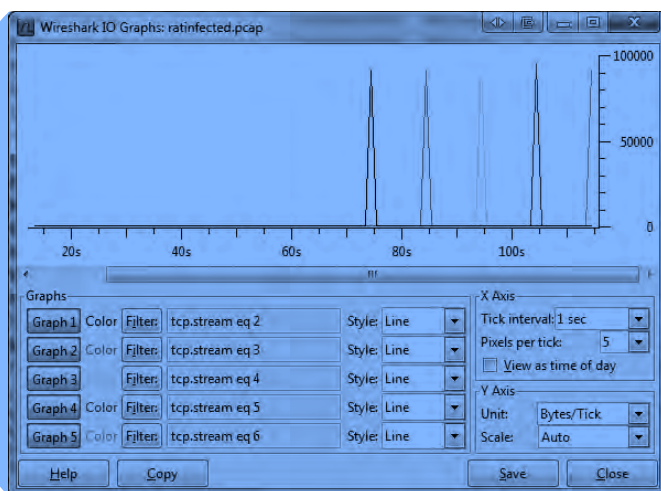 Wireshark IO Graphs: ratinfected.pcap
100000
50000
0
20s 40s 60s 80s 100s
Graphs
Graph 1 Color Filter: tcp.stream eq 2 Style: Line
Graph 2 Color Filter: tcp.stream eq 3 Style: Line
Graph 3 Filter: tcp.stream eq 4 Style: Line
Graph 4 Color Filter: tcp.stream eq 5 Style: Line
Graph 5 Color Filter: tcp.stream eq 6 Style: Line
X Axis
Tick interval: 1 sec
Pixels per tick: 5
View as time of day
Y Axis
Unit: Bytes/Tick
Scale: Auto
Help Copy Save Close